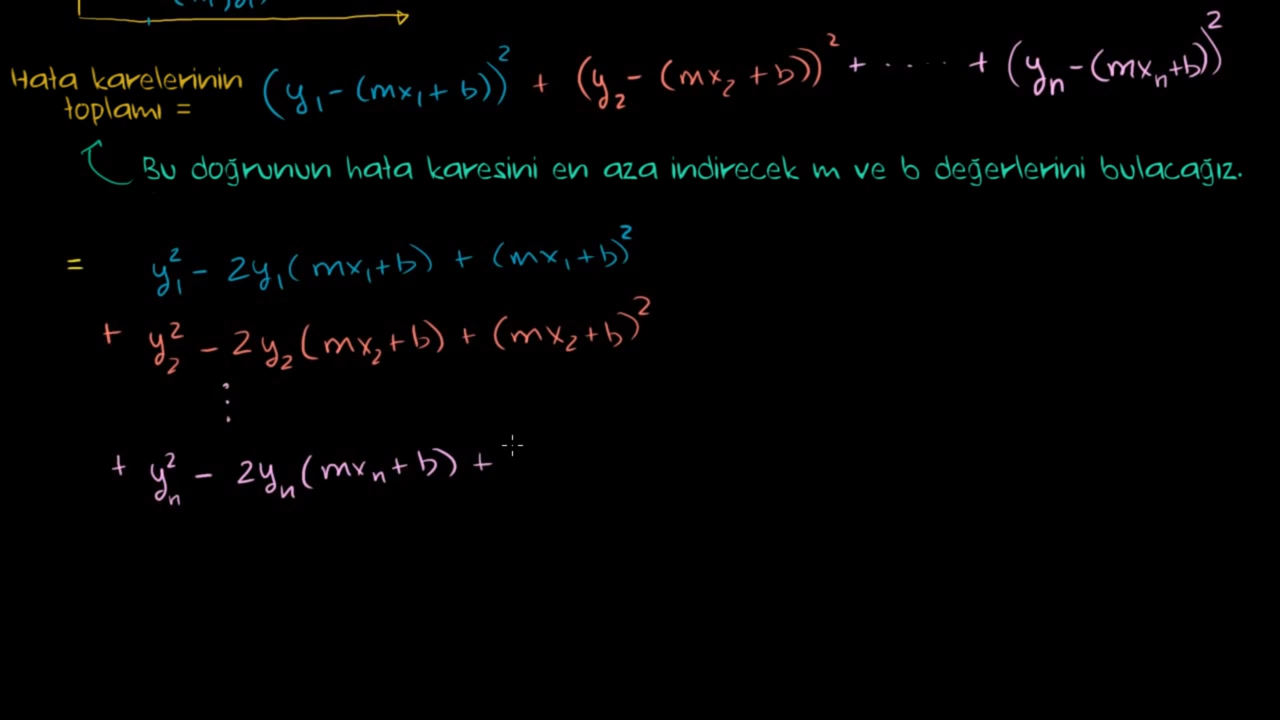 Hata karelerinin toplamı = (y₁ - (mx₁ + b))² + (y₂ - (mx₂ + b))² + ····· + (yₙ - (mxₙ + b))²
Bu doğrunun hata karesini en aza indirecek m ve b değerlerini bulacağız.
= y₁² - 2y₁(mx₁ + b) + (mx₁ + b)²
+ y₂² - 2y₂(mx₂ + b) + (mx₂ + b)²
⋮
+ yₙ² - 2yₙ(mxₙ + b) +